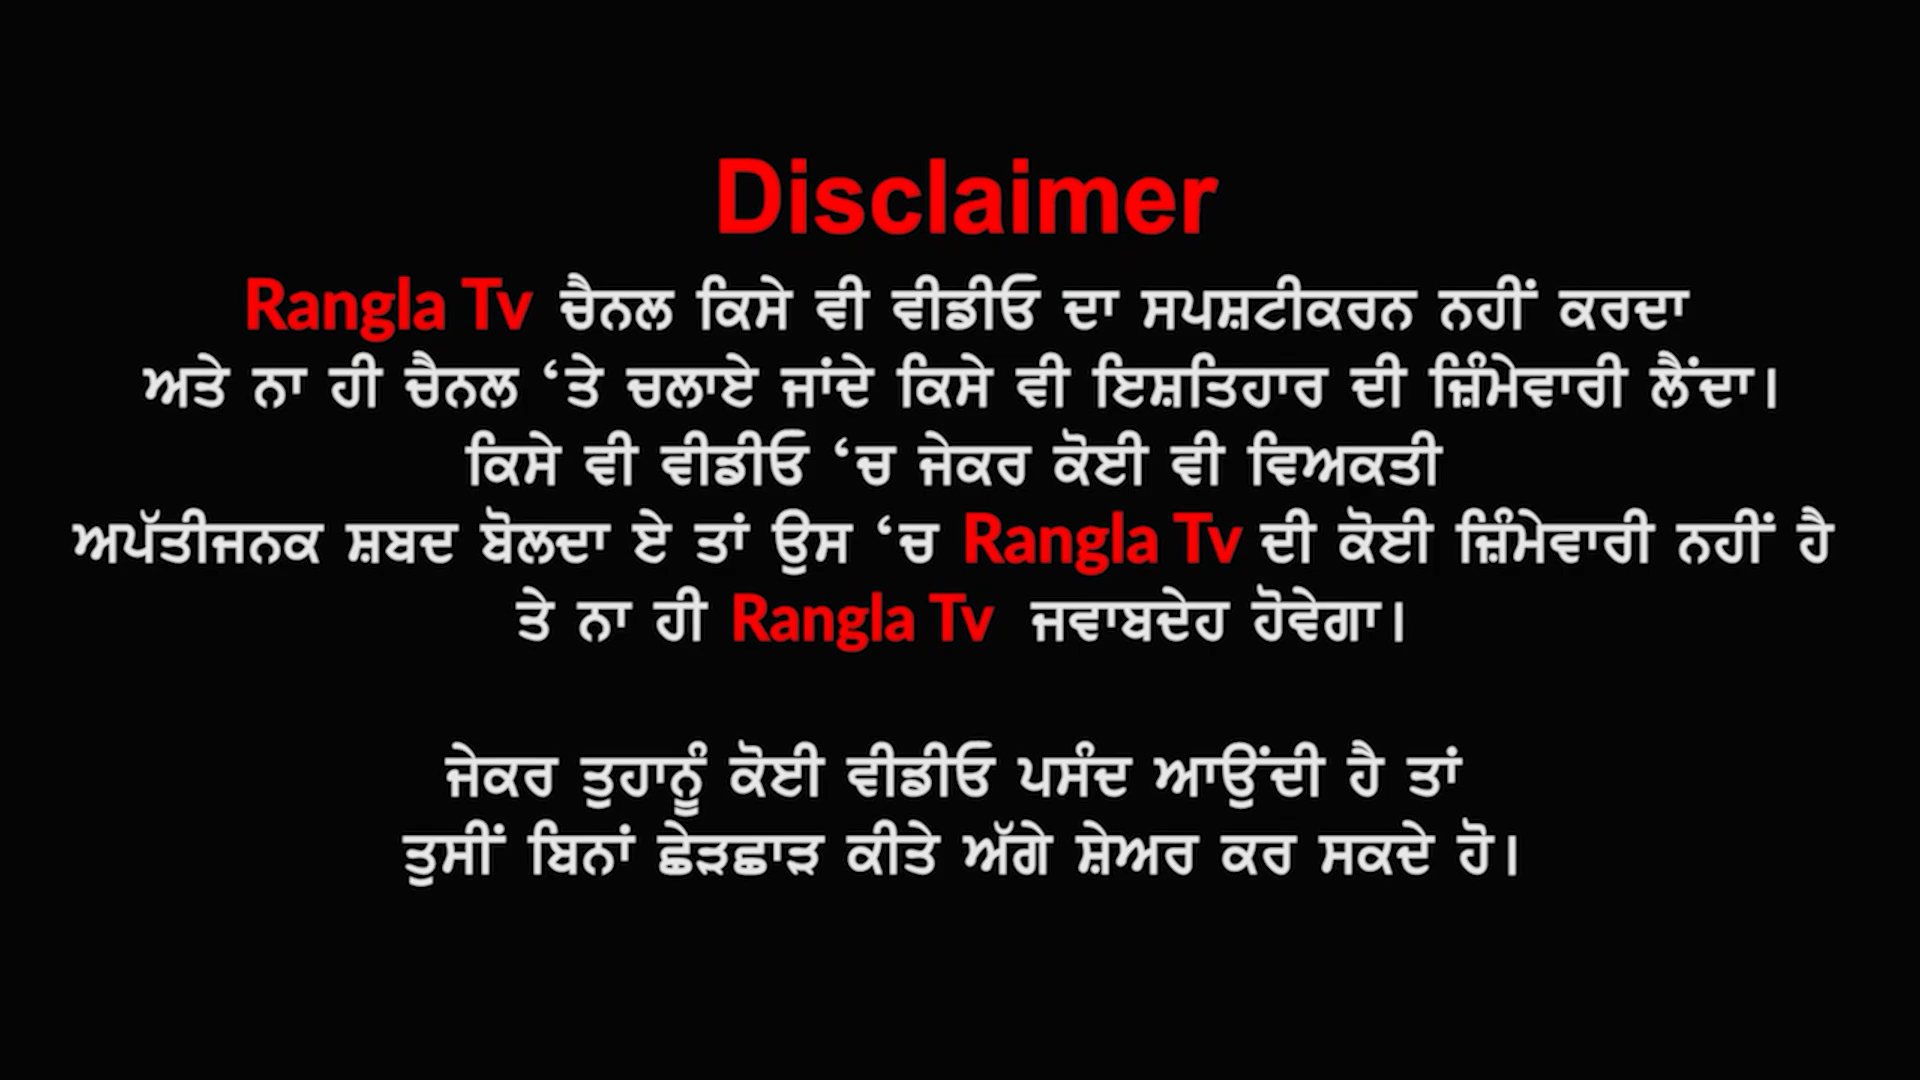 Disclaimer
Rangla Tv ਚੈਨਲ ਕਿਸੇ ਵੀ ਵੀਡੀਓ ਦਾ ਸਪਸ਼ਟੀਕਰਨ ਨਹੀਂ ਕਰਦਾ
ਅਤੇ ਨਾ ਹੀ ਚੈਨਲ ‘ਤੇ ਚਲਾਏ ਜਾਂਦੇ ਕਿਸੇ ਵੀ ਇਸ਼ਤਿਹਾਰ ਦੀ ਜ਼ਿੰਮੇਵਾਰੀ ਲੈਂਦਾ।
ਕਿਸੇ ਵੀ ਵੀਡੀਓ ‘ਚ ਜੇਕਰ ਕੋਈ ਵੀ ਵਿਅਕਤੀ
ਅਪੱਤੀਜਨਕ ਸ਼ਬਦ ਬੋਲਦਾ ਏ ਤਾਂ ਉਸ ‘ਚ Rangla Tv ਦੀ ਕੋਈ ਜ਼ਿੰਮੇਵਾਰੀ ਨਹੀਂ ਹੈ
ਤੇ ਨਾ ਹੀ Rangla Tv ਜਵਾਬਦੇਹ ਹੋਵੇਗਾ।
ਜੇਕਰ ਤੁਹਾਨੂੰ ਕੋਈ ਵੀਡੀਓ ਪਸੰਦ ਆਉਂਦੀ ਹੈ ਤਾਂ
ਤੁਸੀਂ ਬਿਨਾਂ ਛੇੜਛਾੜ ਕੀਤੇ ਅੱਗੇ ਸ਼ੇਅਰ ਕਰ ਸਕਦੇ ਹੋ।